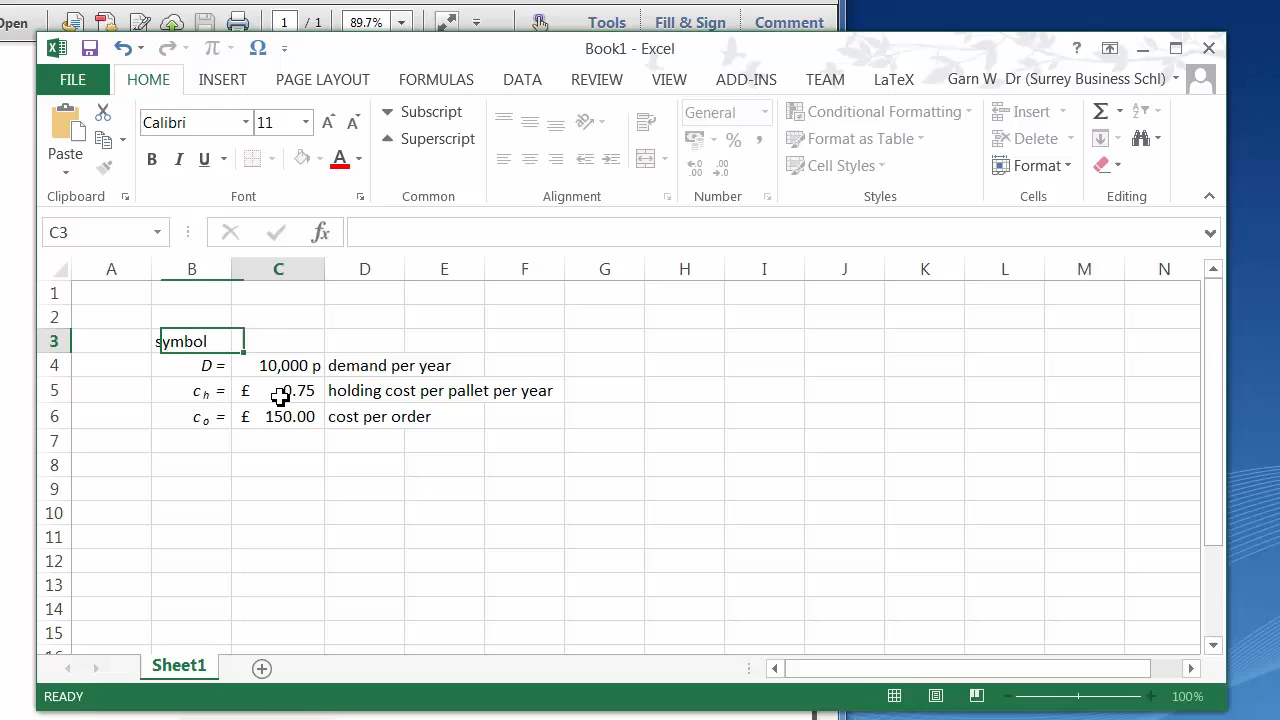 Open 1 / 1 89.7% Tools Fill & Sign Comment
Book1 - Excel
FILE HOME INSERT PAGE LAYOUT FORMULAS DATA REVIEW VIEW ADD-INS TEAM LaTeX Garn W Dr (Surrey Business Schl)
Paste
Clipboard
Calibri 11
B I U A
Font
Subscript
Superscript
Common
Alignment
General
% ,
Number
Conditional Formatting
Format as Table
Cell Styles
Styles
Insert
Delete
Format
Cells
Editing
C3 fx
A B C D E F G H I J K L M N
1
2
3 symbol
4 D = 10,000 p demand per year
5 c h = £ 0.75 holding cost per pallet per year
6 c o = £ 150.00 cost per order
7
8
9
10
11
12
13
14
15
Sheet1
READY 100%